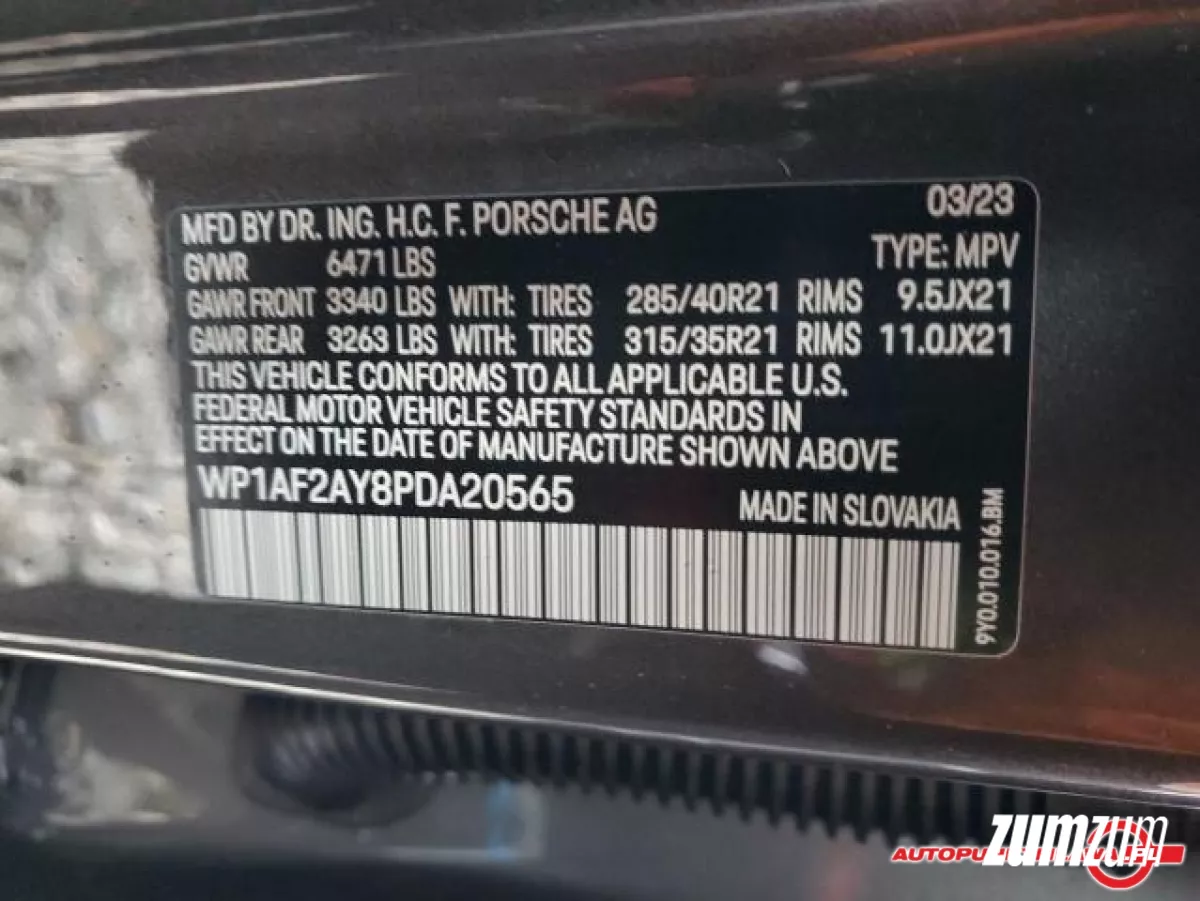 MFD BY DR. ING. H.C. F. PORSCHE AG 03/23
GVWR 6471 LBS TYPE: MPV
GAWR FRONT 3340 LBS WITH: TIRES 285/40R21 RIMS 9.5JX21
GAWR REAR 3263 LBS WITH: TIRES 315/35R21 RIMS 11.0JX21
THIS VEHICLE CONFORMS TO ALL APPLICABLE U.S.
FEDERAL MOTOR VEHICLE SAFETY STANDARDS IN
EFFECT ON THE DATE OF MANUFACTURE SHOWN ABOVE
WP1AF2AY8PDA20565 MADE IN SLOVAKIA
9Y0.010.016.BM
zumzum